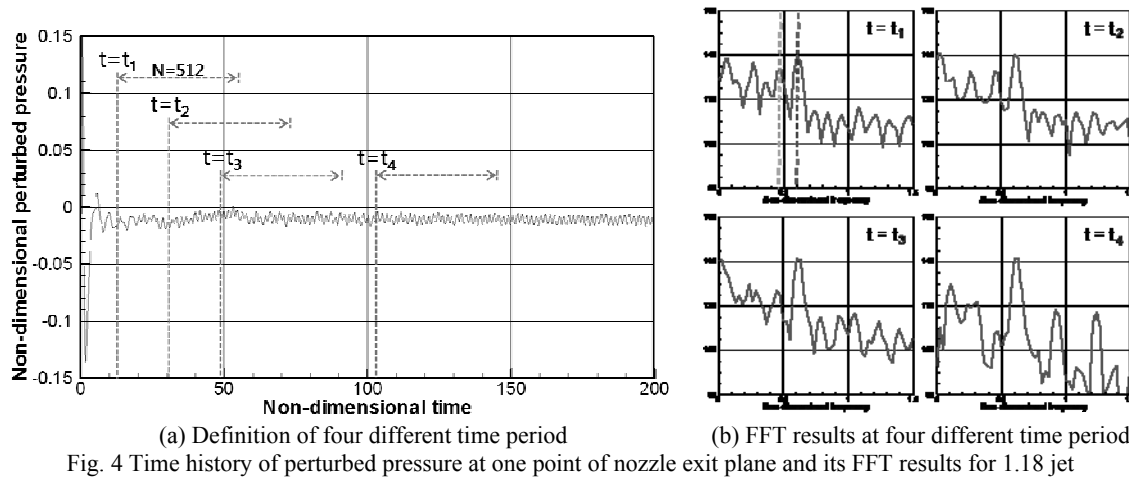 0.15
0.1
0.05
0
-0.05
-0.1
-0.15
Non-dimensional perturbed pressure
t=t1
N=512
t=t2
t=t3
t=t4
0
50
100
150
200
Non-dimensional time
t = t1
t = t2
t = t3
t = t4
(a) Definition of four different time period
(b) FFT results at four different time period
Fig. 4 Time history of perturbed pressure at one point of nozzle exit plane and its FFT results for 1.18 jet